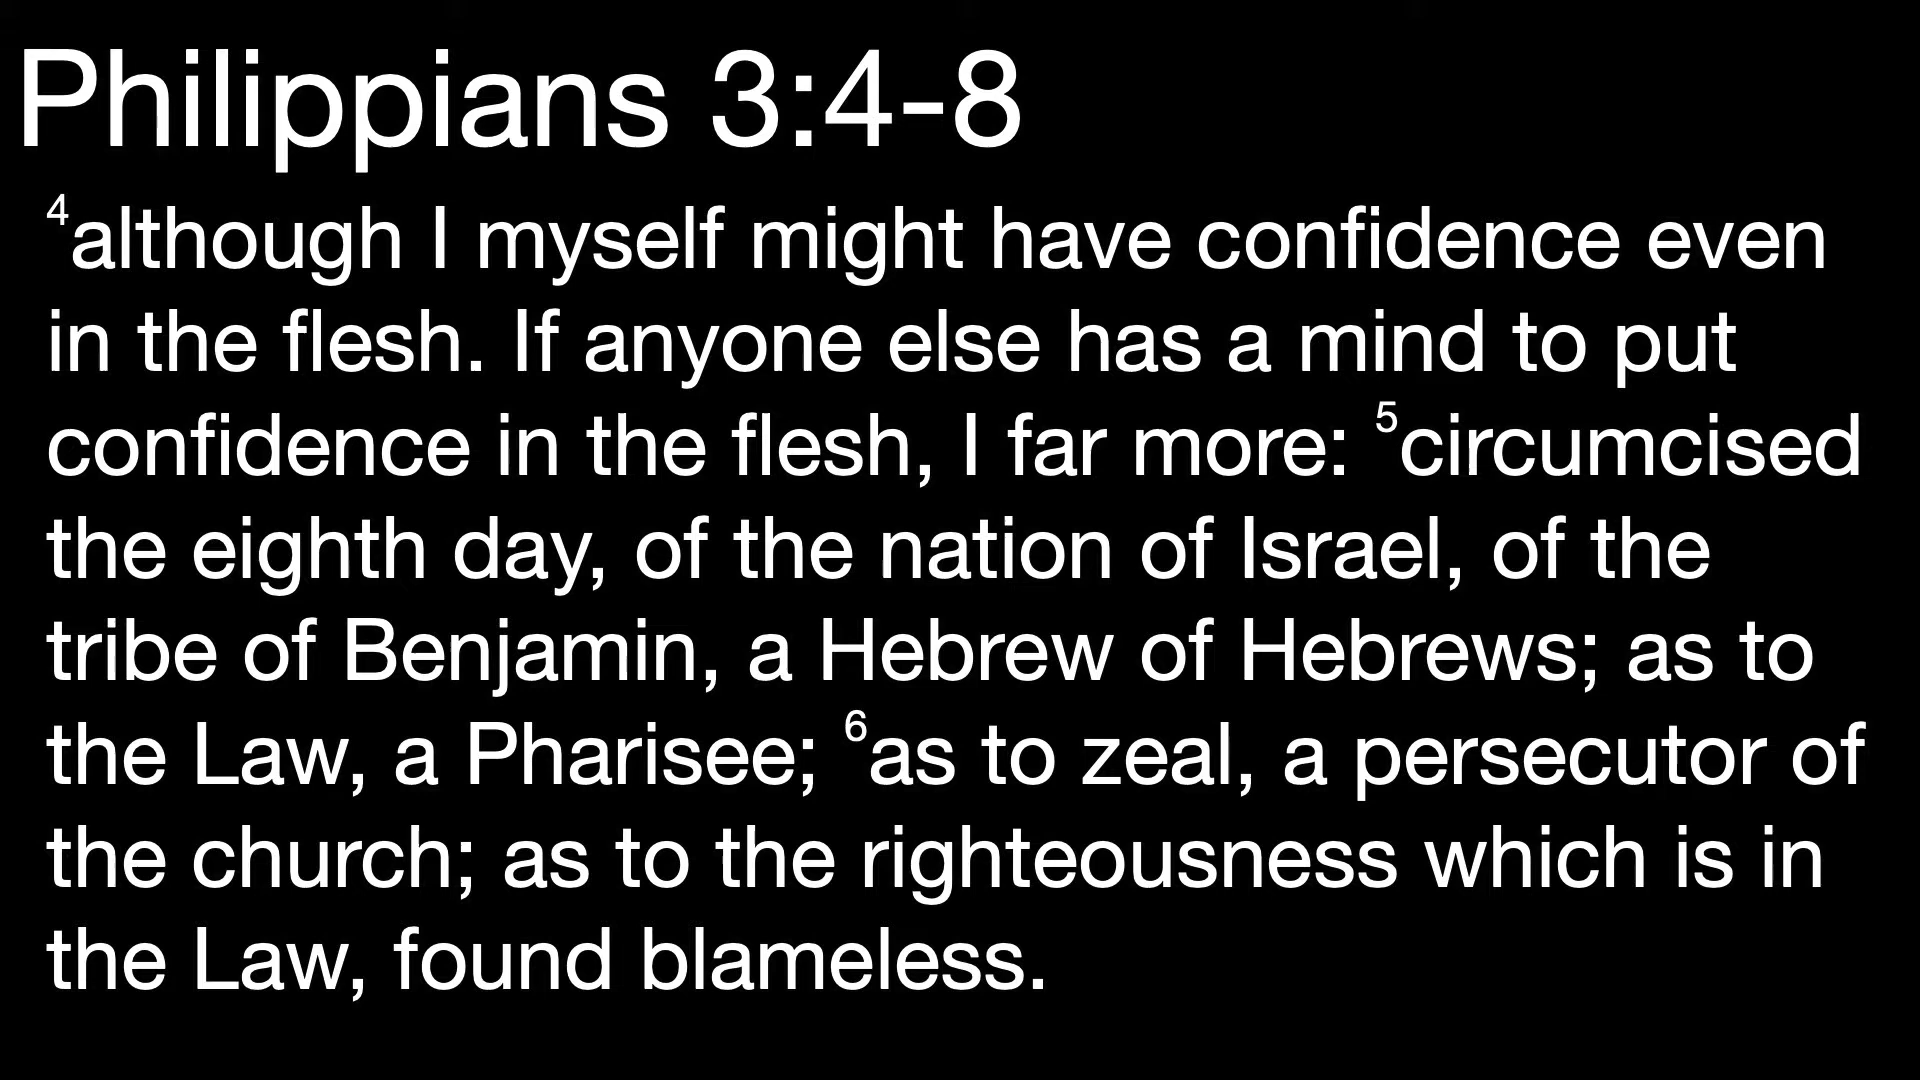 Philippians 3:4-8
⁴although I myself might have confidence even
in the flesh. If anyone else has a mind to put
confidence in the flesh, I far more: ⁵circumcised
the eighth day, of the nation of Israel, of the
tribe of Benjamin, a Hebrew of Hebrews; as to
the Law, a Pharisee; ⁶as to zeal, a persecutor of
the church; as to the righteousness which is in
the Law, found blameless.